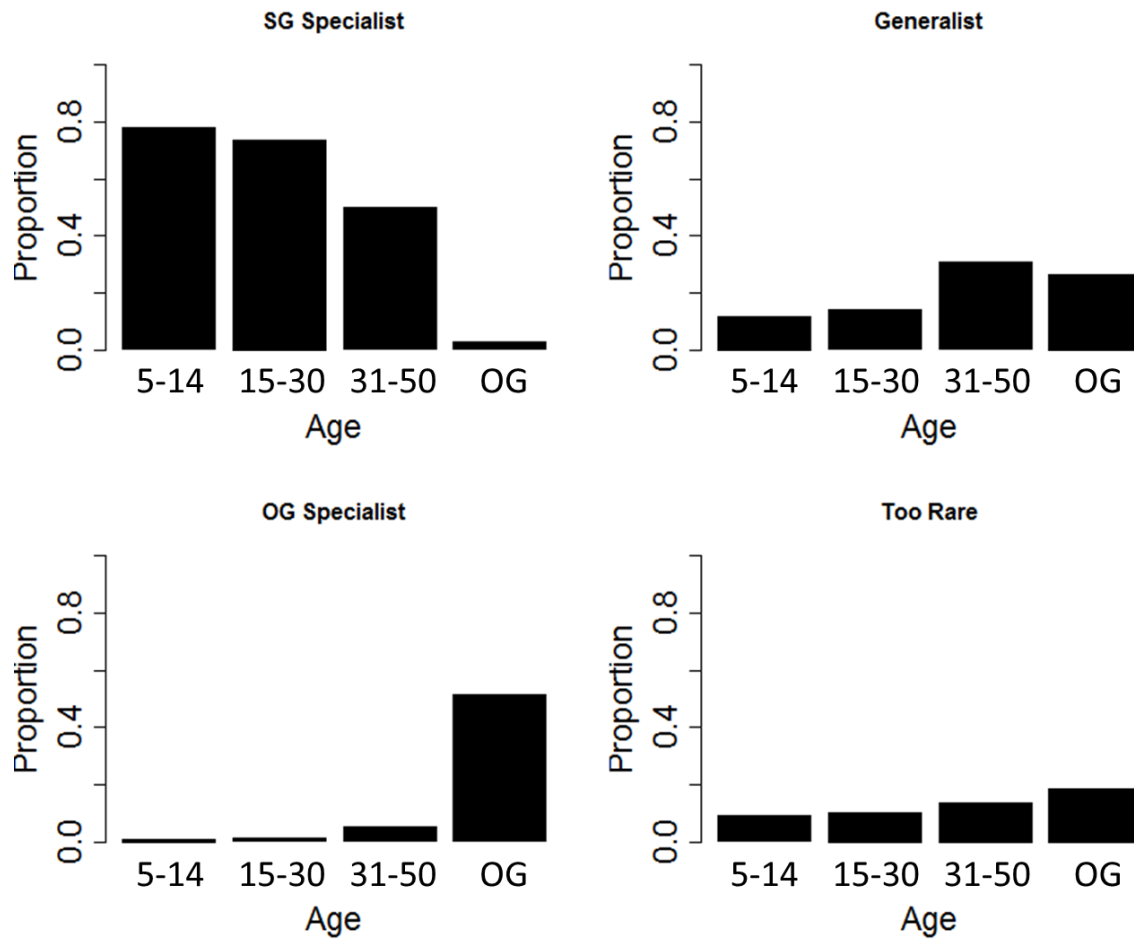 SG Specialist
Proportion
0.0 0.4 0.8
5-14 15-30 31-50 OG
Age
Generalist
Proportion
0.0 0.4 0.8
5-14 15-30 31-50 OG
Age
OG Specialist
Proportion
0.0 0.4 0.8
5-14 15-30 31-50 OG
Age
Too Rare
Proportion
0.0 0.4 0.8
5-14 15-30 31-50 OG
Age